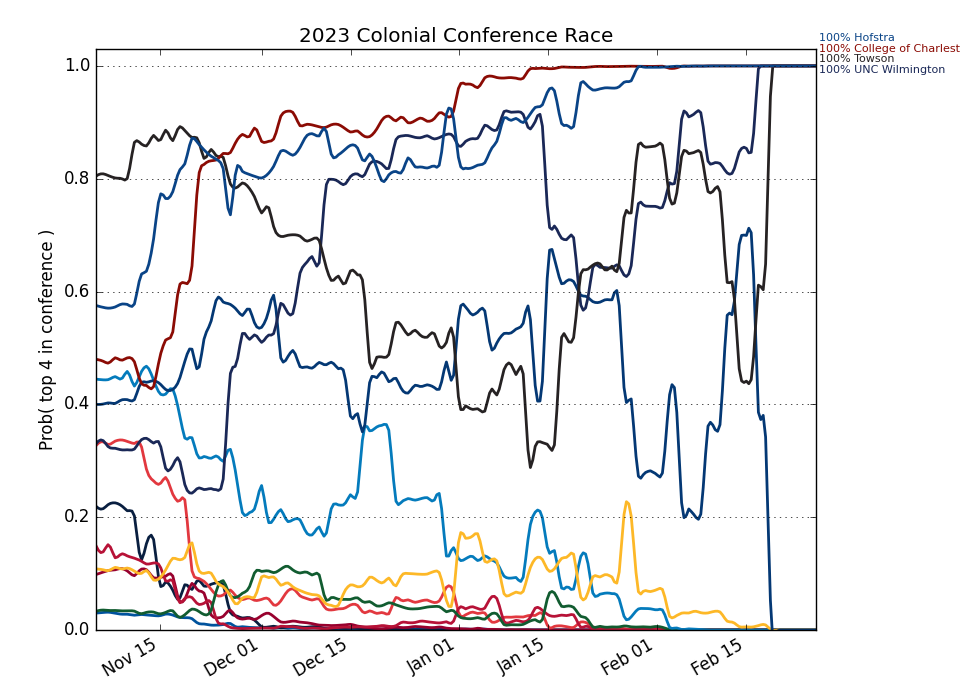 2023 Colonial Conference Race
100% Hofstra
100% College of Charlest
100% Towson
100% UNC Wilmington
Prob( top 4 in conference )
1.0
0.8
0.6
0.4
0.2
0.0
Nov 15
Dec 01
Dec 15
Jan 01
Jan 15
Feb 01
Feb 15